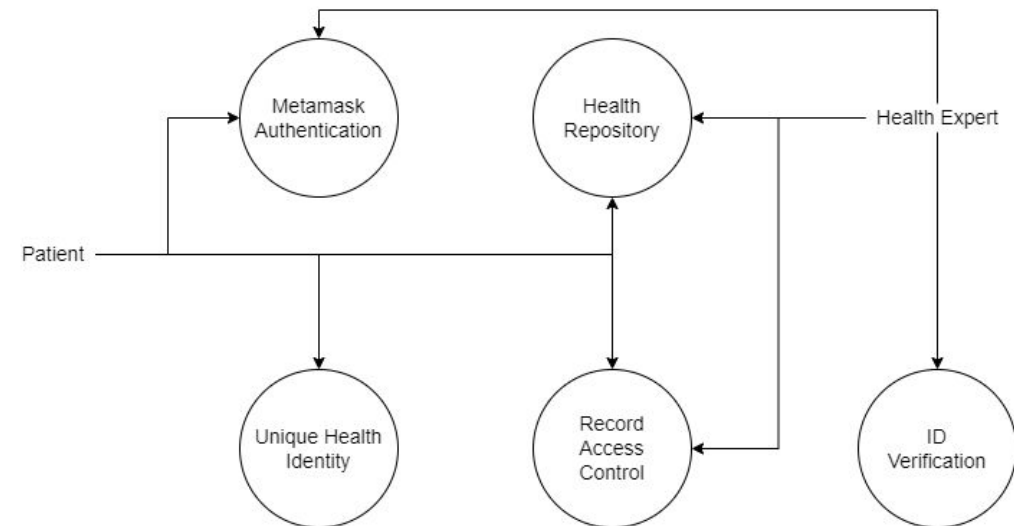 Metamask
Authentication
Health
Repository
Health Expert
Patient
Unique Health
Identity
Record
Access
Control
ID
Verification